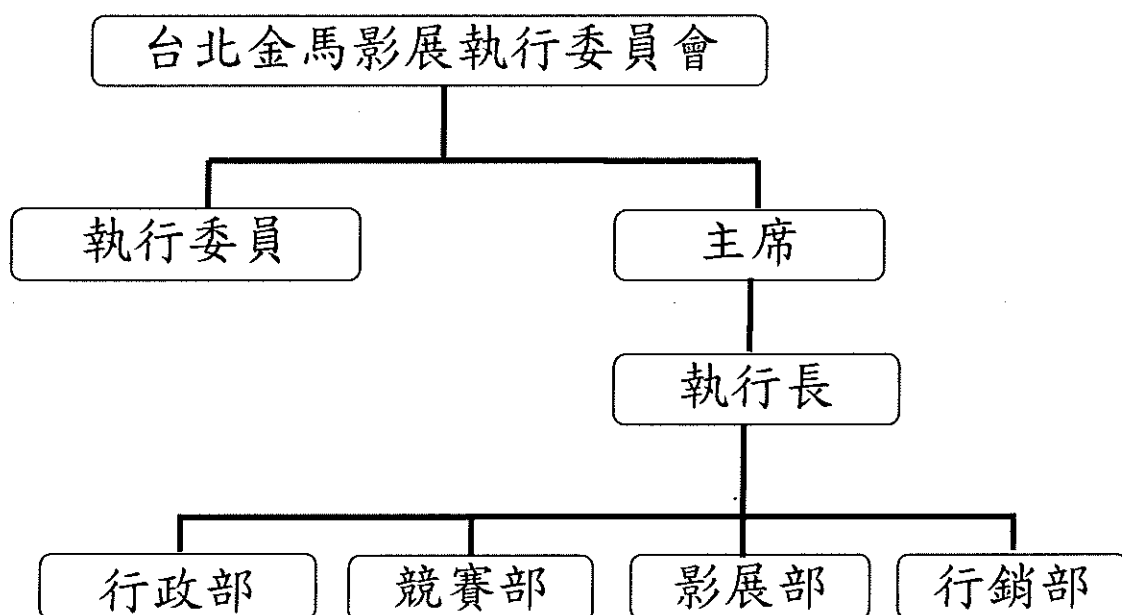 台北金馬影展執行委員會
執行委員
主席
執行長
行政部
競賽部
影展部
行銷部